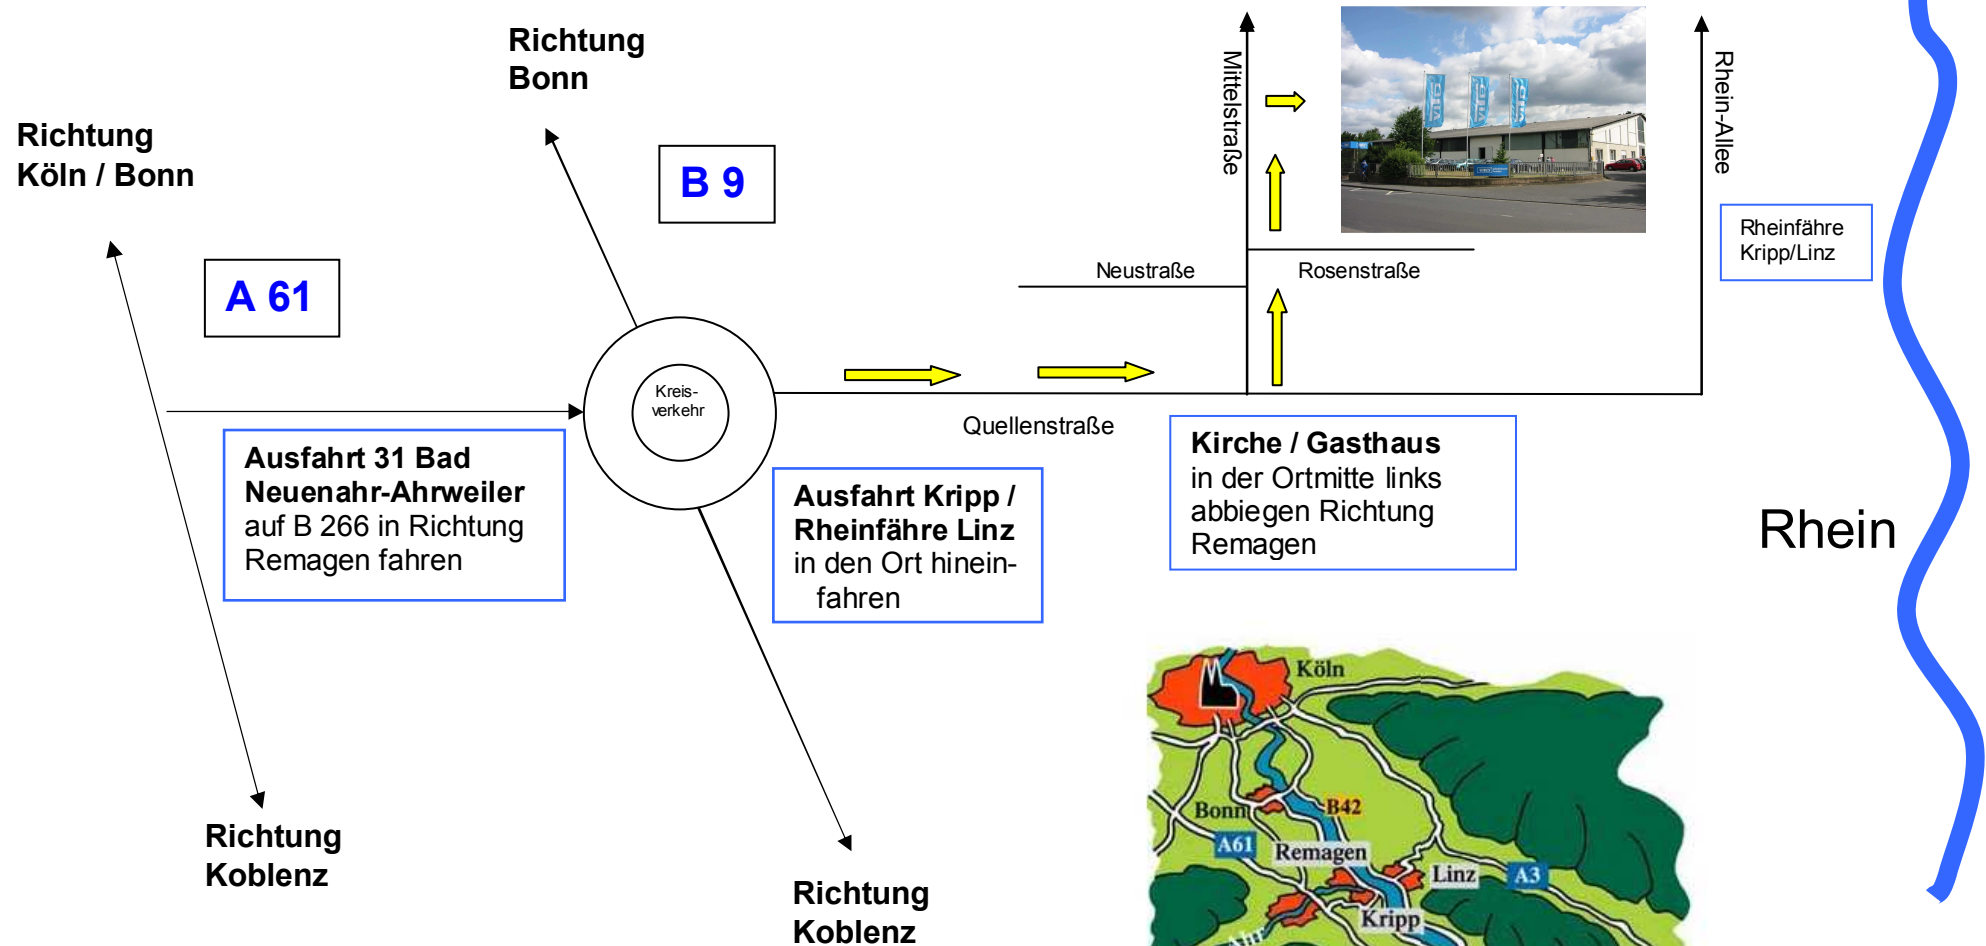 Richtung
Bonn
Richtung
Köln / Bonn
B 9
A 61
Mittelstraße
Rhein-Allee
Rheinfähre
Kripp/Linz
Neustraße
Rosenstraße
Kreis-
verkehr
Quellenstraße
Ausfahrt 31 Bad
Neuenahr-Ahrweiler
auf B 266 in Richtung
Remagen fahren
Ausfahrt Kripp /
Rheinfähre Linz
in den Ort hinein-
fahren
Kirche / Gasthaus
in der Ortmitte links
abbiegen Richtung
Remagen
Rhein
Richtung
Koblenz
Richtung
Koblenz
Köln
Bonn
B42
A61
Remagen
Linz
A3
Kripp
Ahr